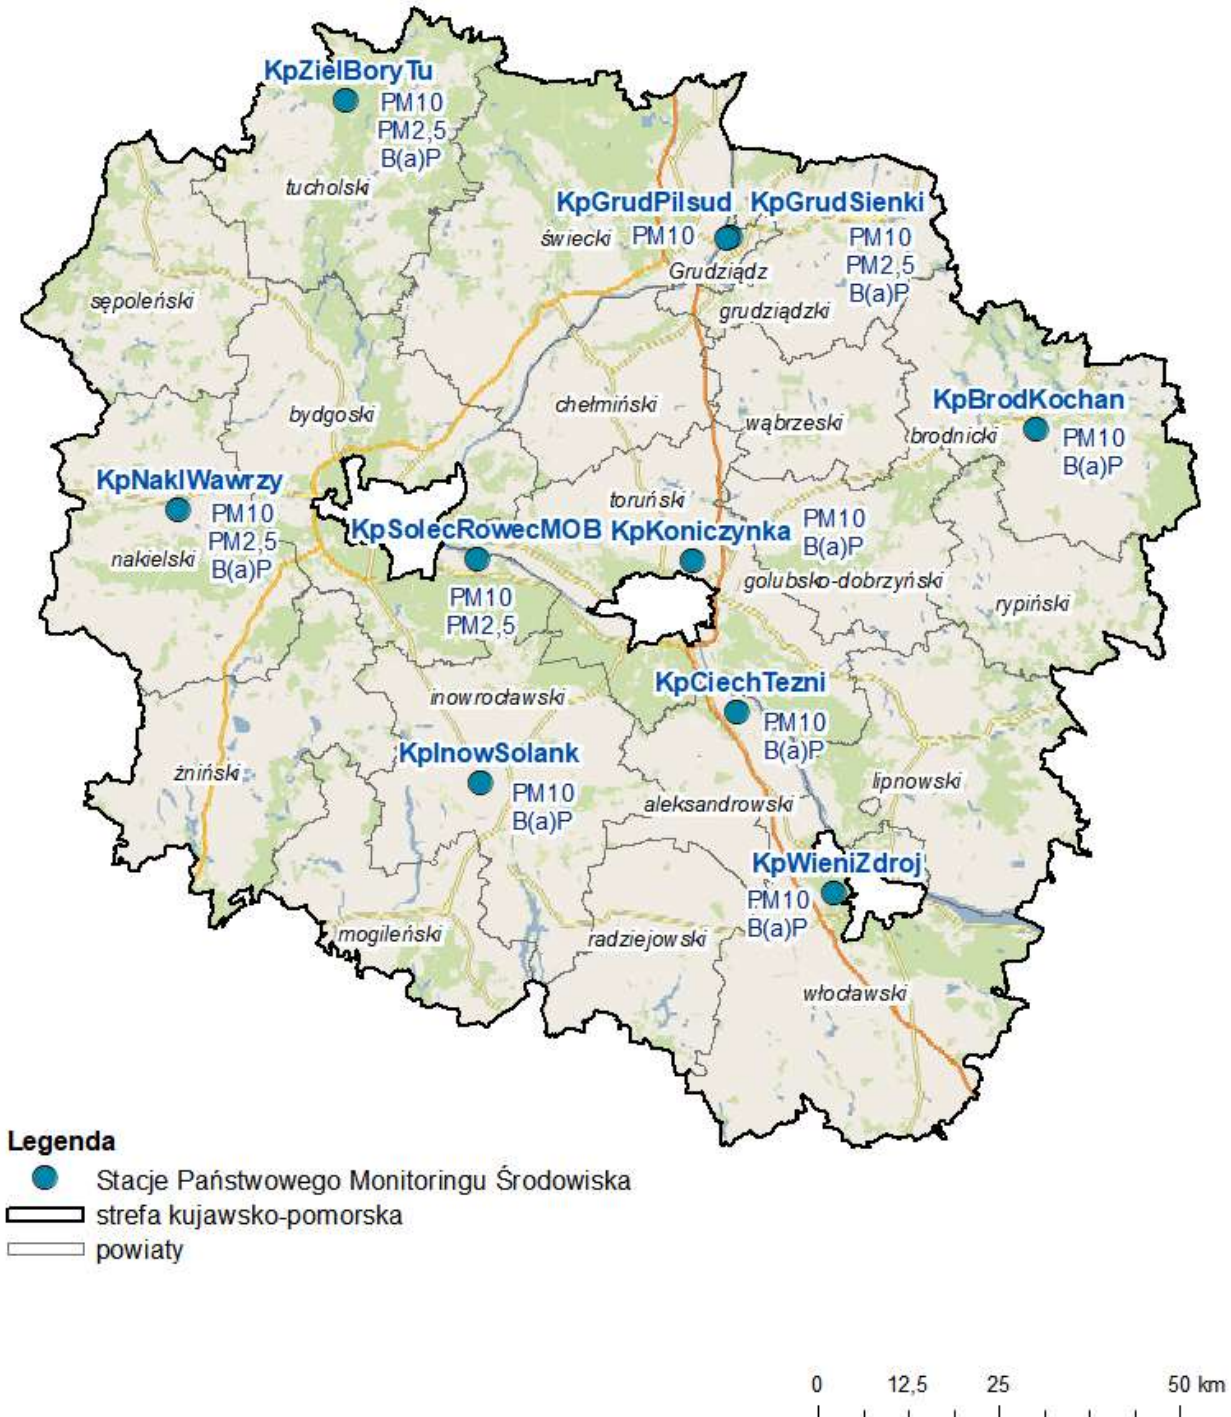 KpZielBoryTu
PM10
PM2,5
B(a)P
tucholski
KpGrudPilsud
KpGrudSienki
świecki
PM10
PM10
PM2,5
B(a)P
Grudziądz
sępoleński
grudziądzki
KpBrodKochan
chełmiński
bydgoski
wąbrzeski
brodnicki
PM10
B(a)P
KpNaklWawrzy
PM10
PM2,5
B(a)P
nakielski
toruński
KpSolecRowecMOB
KpKoniczynka
PM10
B(a)P
golubsko-dobrzyński
rypiński
PM10
PM2,5
KpCiechTezni
PM10
B(a)P
inowrocławski
KpInowSolank
PM10
B(a)P
żniński
lipnowski
aleksandrowski
KpWieniZdroj
PM10
B(a)P
mogileński
radziejowski
włocławski
Legenda
Stacje Państwowego Monitoringu Środowiska
strefa kujawsko-pomorska
powiaty
0 12,5 25 50 km